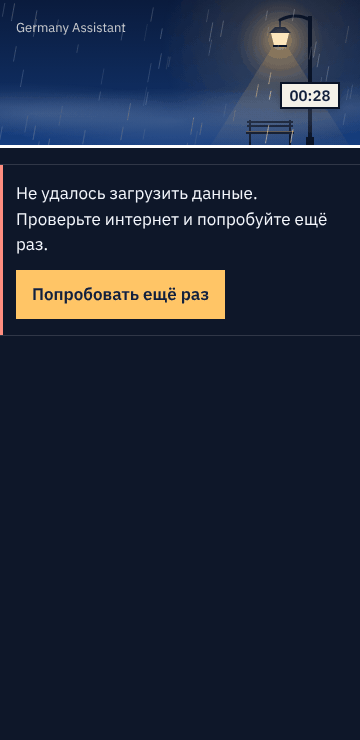 Germany Assistant
00:28
Не удалось загрузить данные.
Проверьте интернет и попробуйте ещё
раз.
Попробовать ещё раз